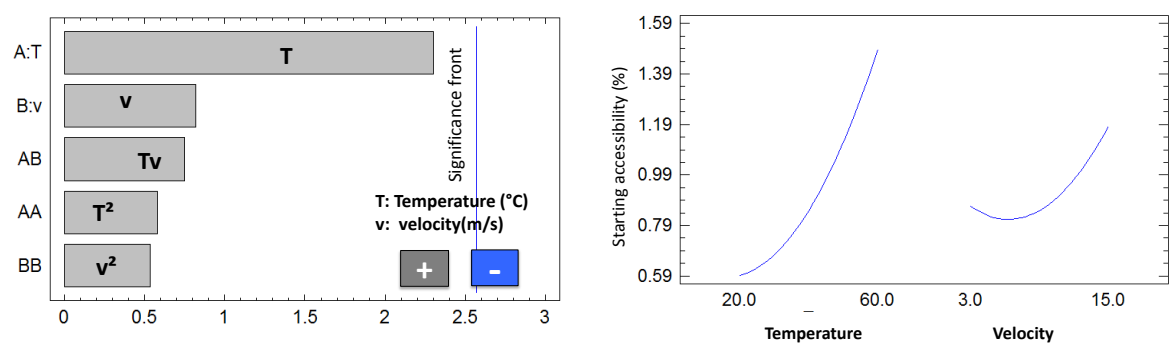 A:T
T
B:v
v
AB
Tv
AA
T²
BB
v²
Significance front
T: Temperature (°C)
v: velocity(m/s)
+
-
0 0.5 1 1.5 2 2.5 3
Starting accessibility (%)
1.59
1.39
1.19
0.99
0.79
0.59
20.0 _ 60.0 3.0 15.0
Temperature Velocity